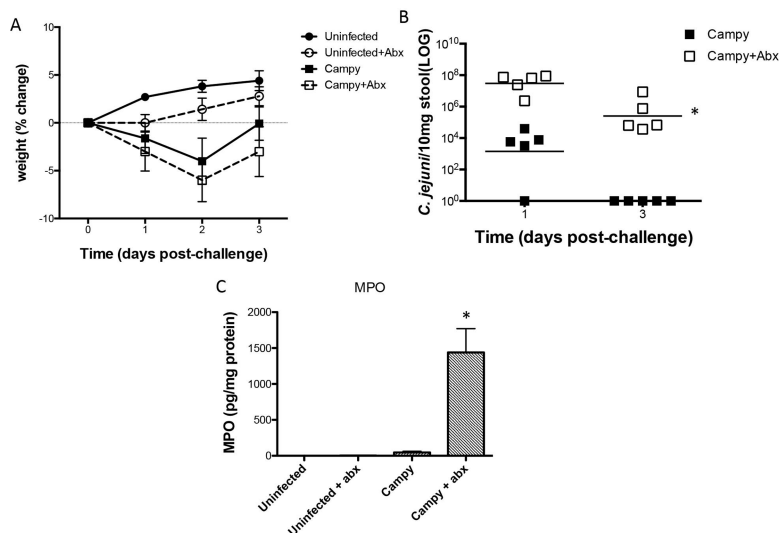 A
Uninfected
Uninfected+Abx
Campy
Campy+Abx
weight (% change)
10
5
0
-5
-10
0 1 2 3
Time (days post-challenge)
B
Campy
Campy+Abx
C. jejuni/10mg stool(LOG)
10^10
10^8
10^6
10^4
10^2
10^0
*
1 3
Time (days post-challenge)
C
MPO
MPO (pg/mg protein)
2000
1500
1000
500
0
*
Uninfected
Uninfected + abx
Campy
Campy + abx